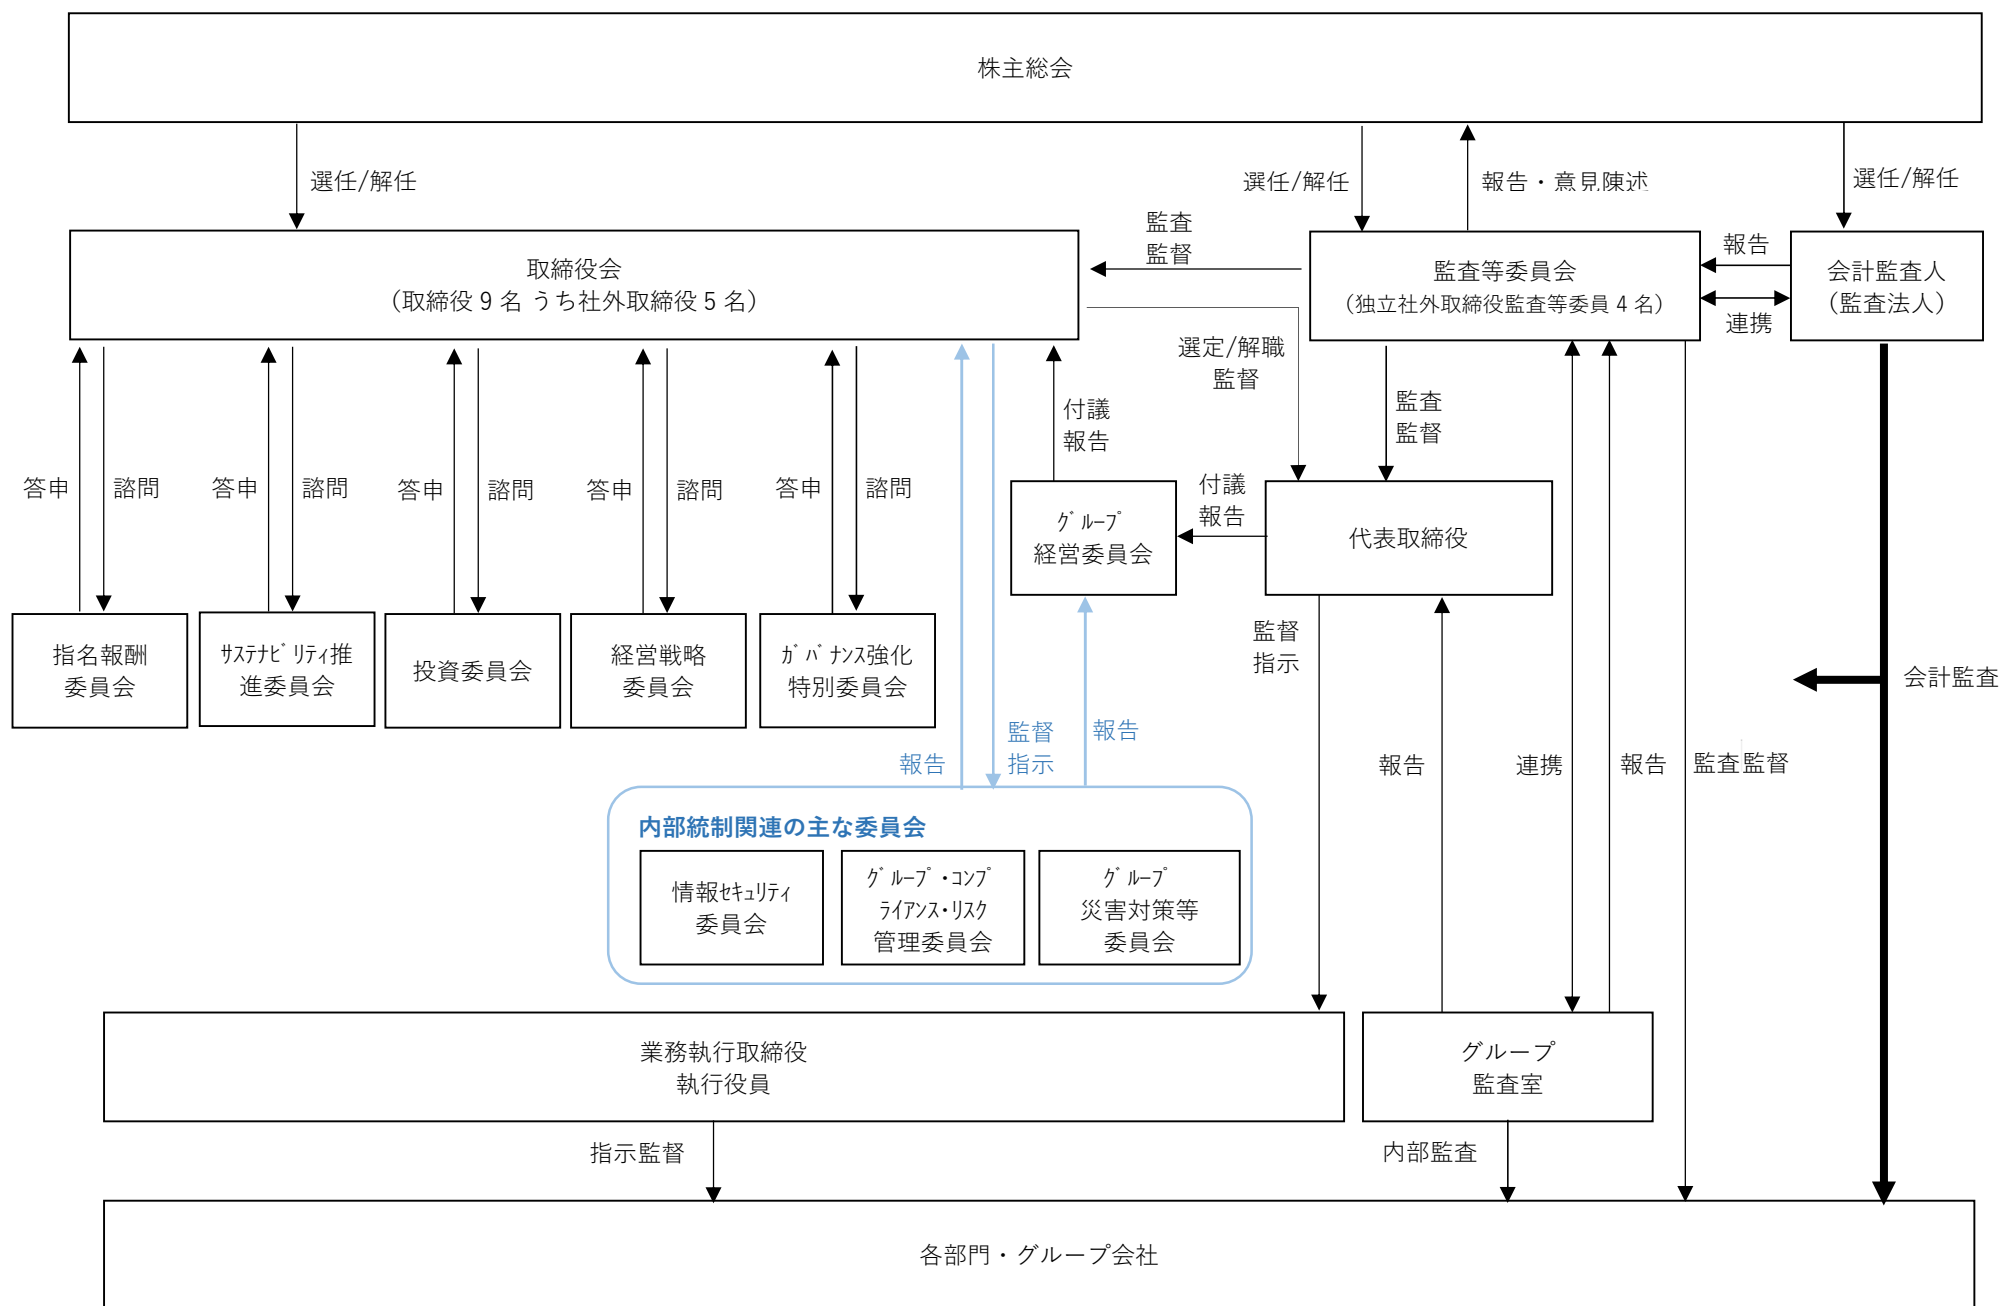 株主総会
選任/解任
選任/解任
報告・意見陳述
選任/解任
取締役会
（取締役 9 名 うち社外取締役 5 名）
監査
監督
監査等委員会
（独立社外取締役監査等委員 4 名）
報告
連携
会計監査人
（監査法人）
選定/解職
監督
監査
監督
付議
報告
答申
諮問
答申
諮問
答申
諮問
答申
諮問
答申
諮問
ｸﾞﾙｰﾌﾟ
経営委員会
付議
報告
代表取締役
指名報酬
委員会
ｻｽﾃﾅﾋﾞﾘﾃｨ推
進委員会
投資委員会
経営戦略
委員会
ｶﾞﾊﾞﾅﾝｽ強化
特別委員会
監督
指示
会計監査
報告
監督
指示
報告
報告
連携
報告
監査監督
内部統制関連の主な委員会
情報ｾｷｭﾘﾃｨ
委員会
ｸﾞﾙｰﾌﾟ・ｺﾝﾌﾟ
ﾗｲｱﾝｽ・ﾘｽｸ
管理委員会
ｸﾞﾙｰﾌﾟ
災害対策等
委員会
業務執行取締役
執行役員
グループ
監査室
指示監督
内部監査
各部門・グループ会社